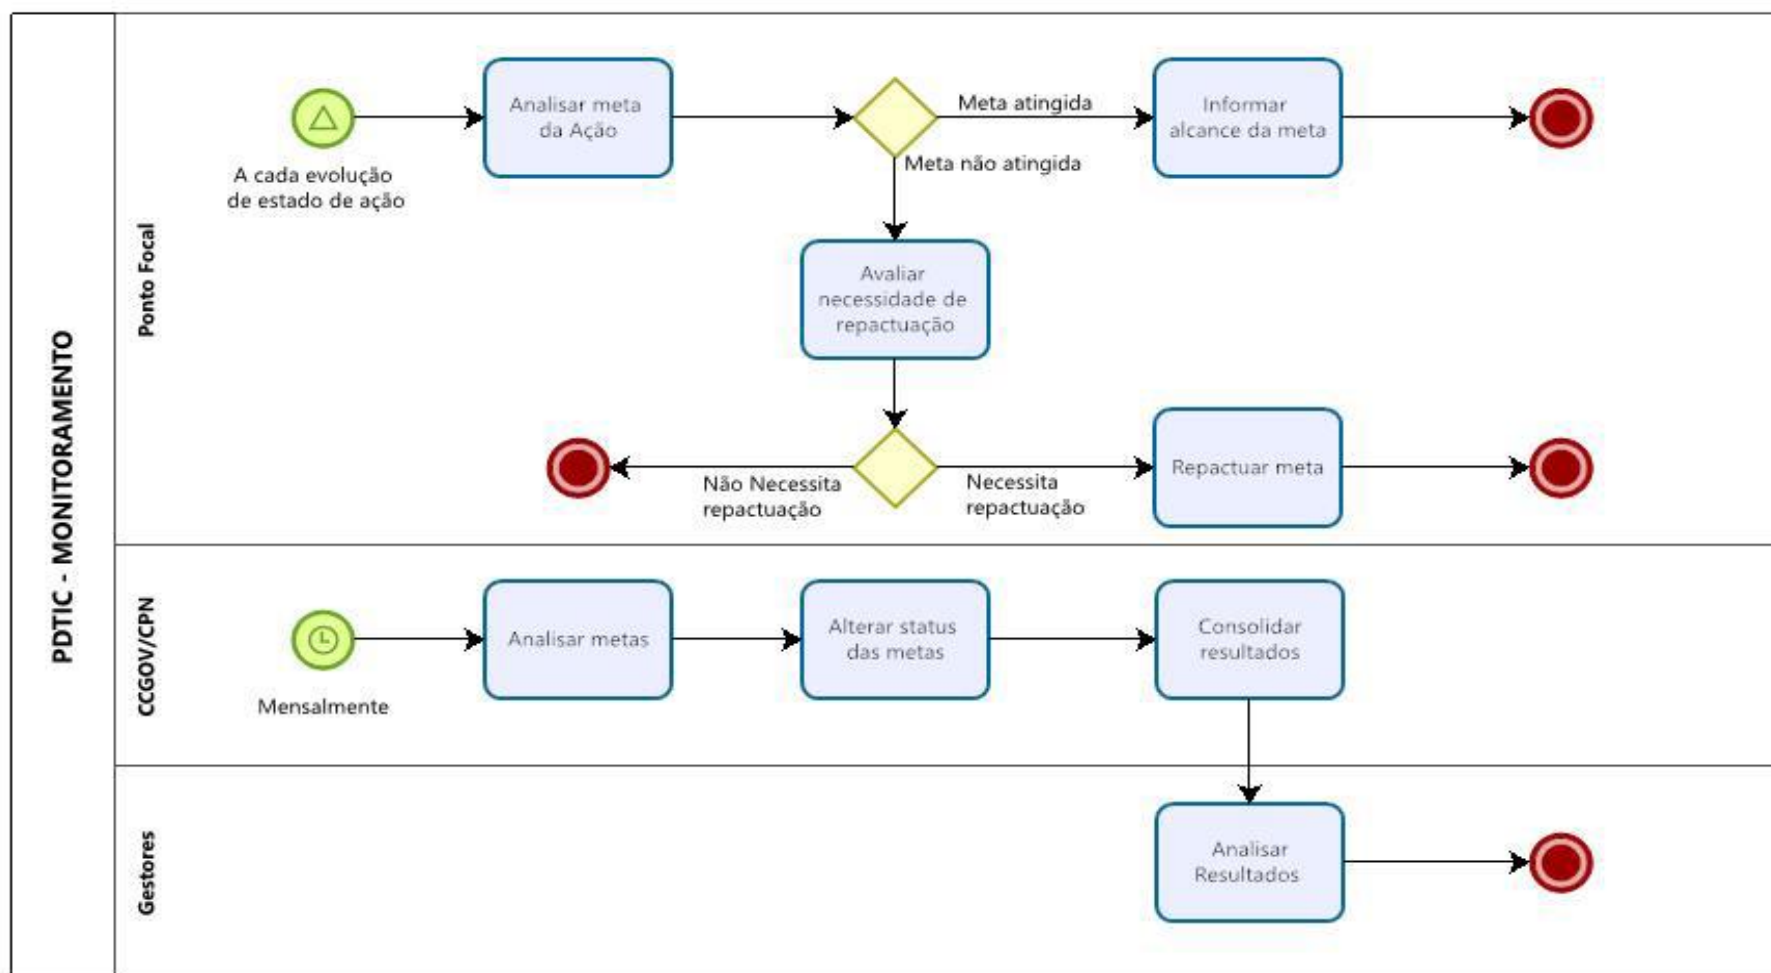 PDTIC - MONITORAMENTO
Ponto Focal
A cada evolução
de estado de ação
Analisar meta
da Ação
Meta atingida
Meta não atingida
Informar
alcance da meta
Avaliar
necessidade de
repactuação
Não Necessita
repactuação
Necessita
repactuação
Repactuar meta
CCGOV/CPN
Mensalmente
Analisar metas
Alterar status
das metas
Consolidar
resultados
Gestores
Analisar
Resultados